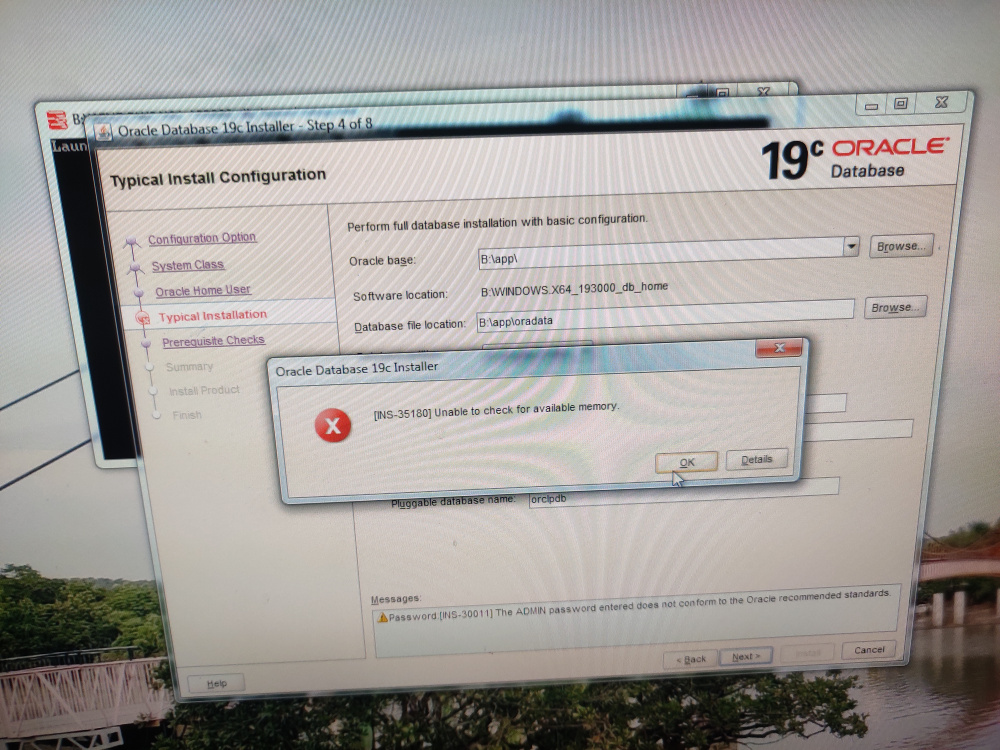 B
Laun
Oracle Database 19c Installer - Step 4 of 8
Typical Install Configuration
19c ORACLE
Database
Configuration Option
System Class
Oracle Home User
Typical Installation
Prerequisite Checks
Summary
Install Product
Finish
Perform full database installation with basic configuration.
Oracle base:
B:\app\
Browse...
Software location:
B:\WINDOWS.X64_193000_db_home
Database file location:
B:\app\oradata
Browse...
Oracle Database 19c Installer
[INS-35180] Unable to check for available memory.
OK
Details
Pluggable database name:
orclpdb
Messages:
Password:[INS-30011] The ADMIN password entered does not conform to the Oracle recommended standards.
Help
< Back
Next >
Install
Cancel